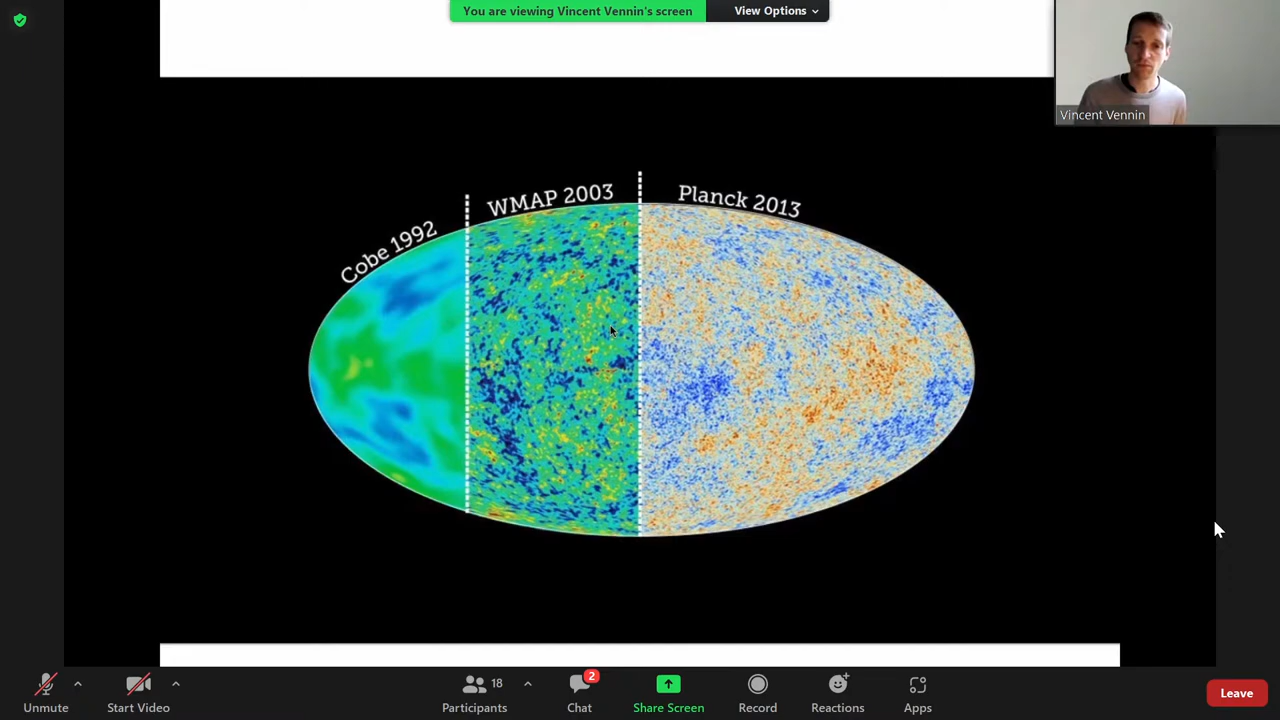 You are viewing Vincent Vennin's screen
View Options
Vincent Vennin
Cobe 1992
WMAP 2003
Planck 2013
Unmute
Start Video
18
Participants
2
Chat
Share Screen
Record
Reactions
Apps
Leave